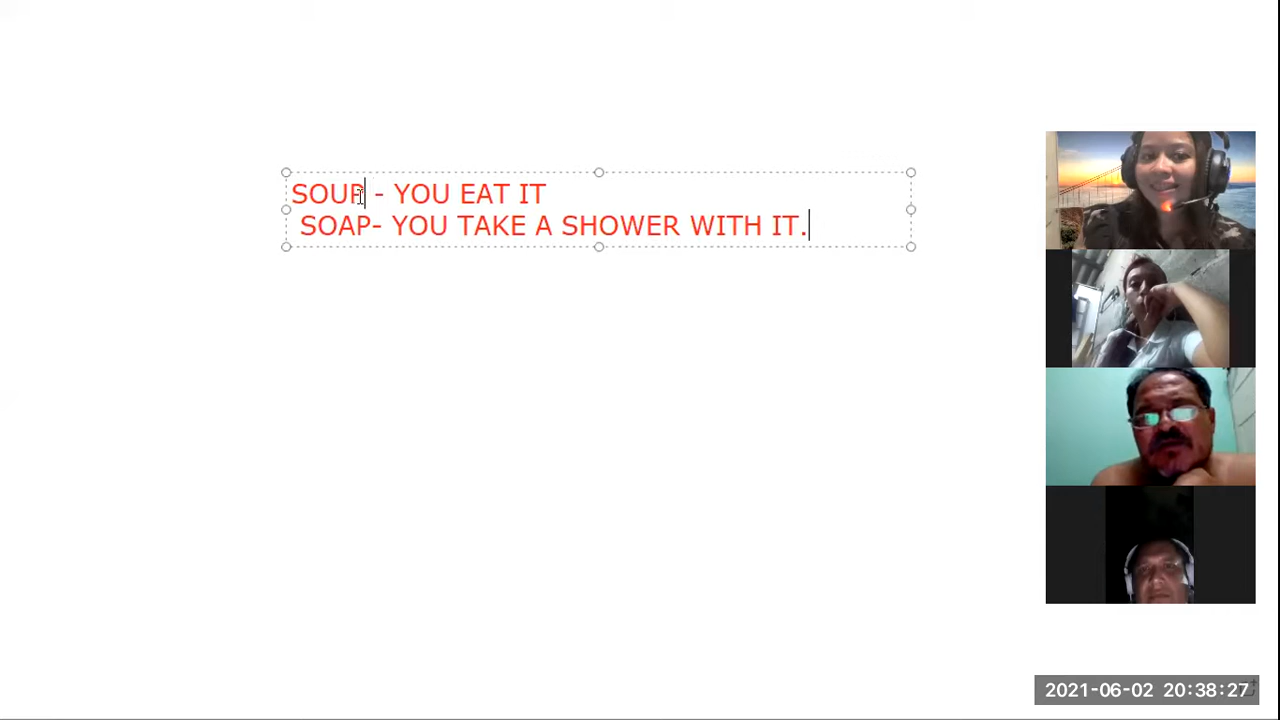 SOUP - YOU EAT IT
SOAP- YOU TAKE A SHOWER WITH IT.
2021-06-02 20:38:27